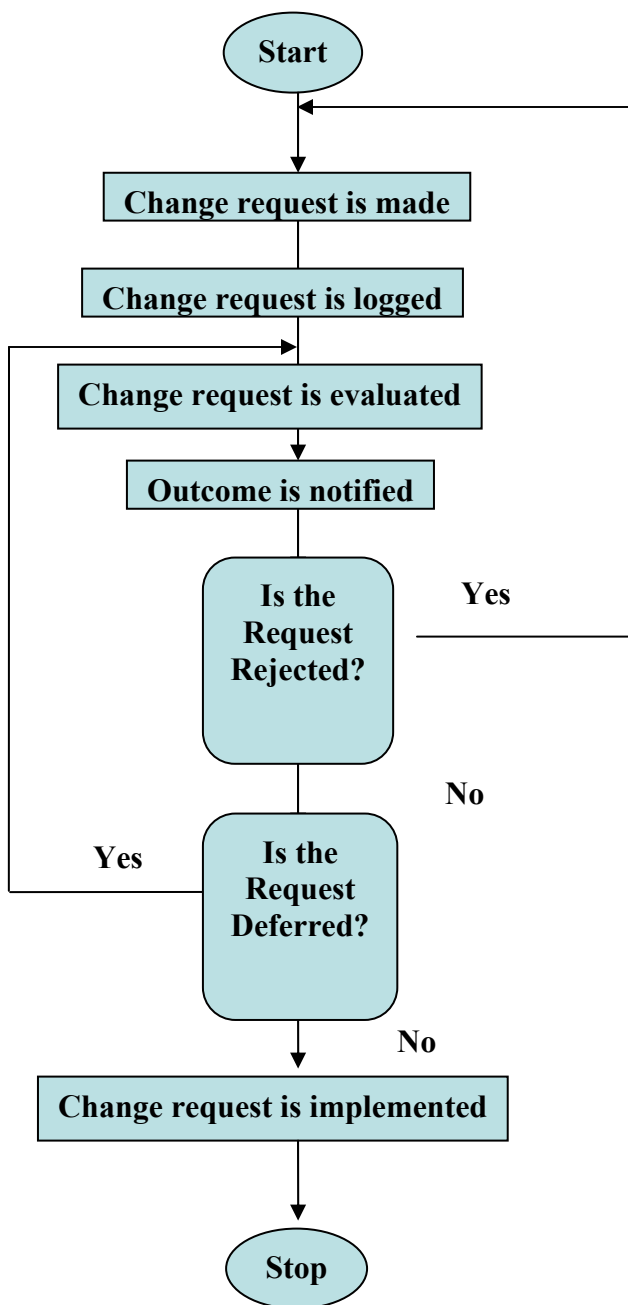 Start
Change request is made
Change request is logged
Change request is evaluated
Outcome is notified
Is the
Request
Rejected?
Yes
No
Is the
Request
Deferred?
Yes
No
Change request is implemented
Stop